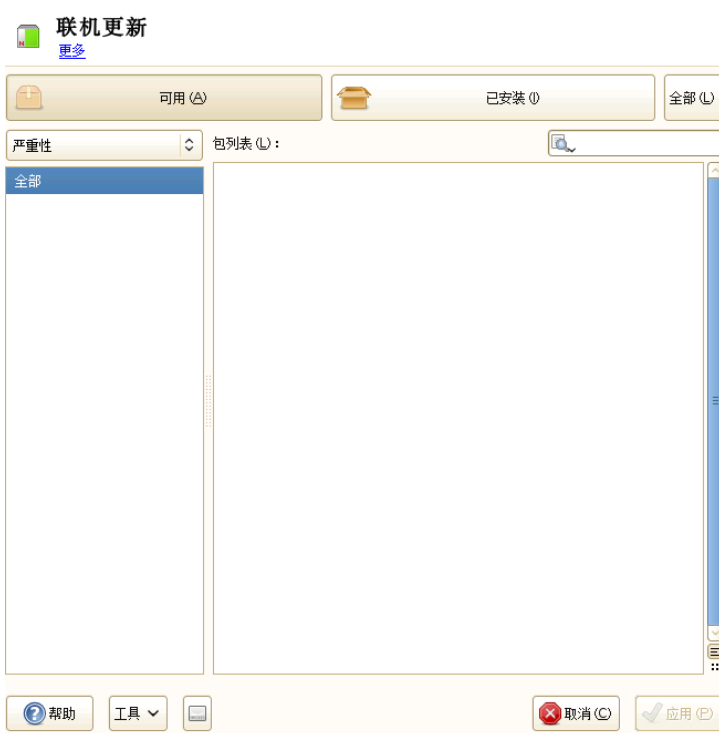 联机更新
更多
可用(A)
已安装(I)
全部(L)
严重性
包列表(L)：
全部
帮助
工具
取消(C)
应用(P)